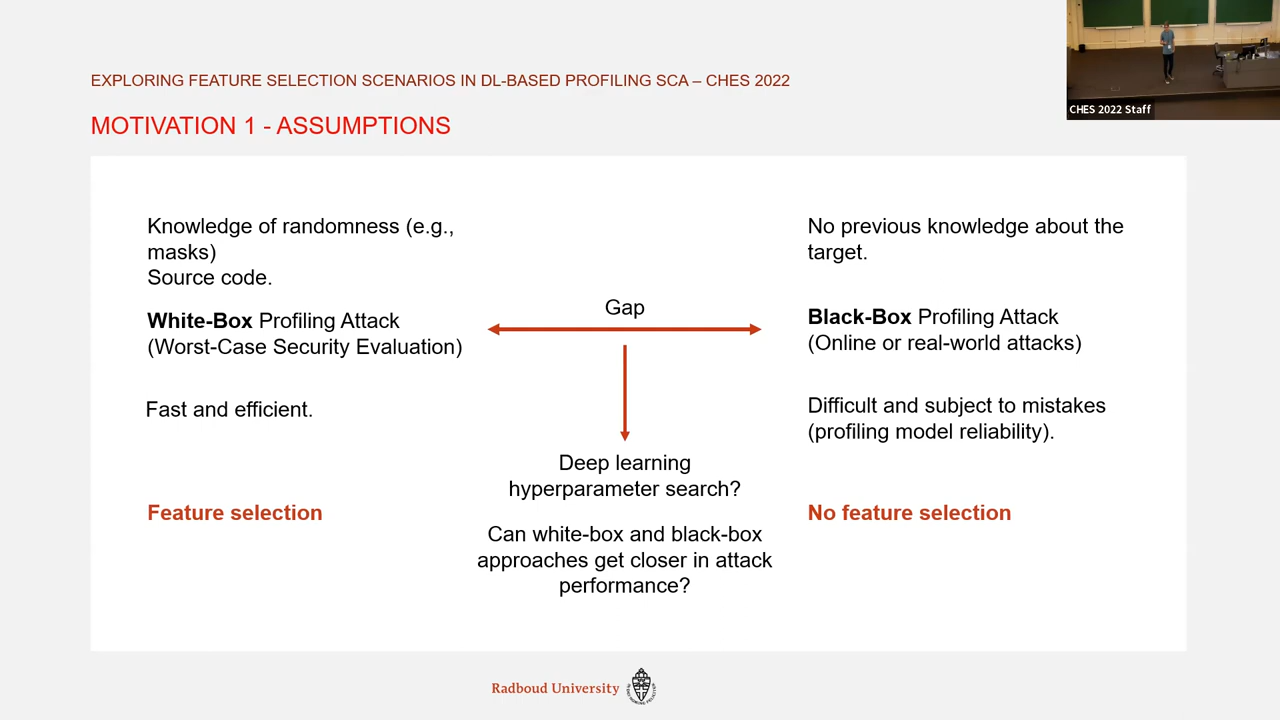 EXPLORING FEATURE SELECTION SCENARIOS IN DL-BASED PROFILING SCA – CHES 2022
CHES 2022 Staff
MOTIVATION 1 - ASSUMPTIONS
Knowledge of randomness (e.g.,
masks)
Source code.
White-Box Profiling Attack
(Worst-Case Security Evaluation)
Fast and efficient.
Feature selection
Gap
Deep learning
hyperparameter search?
Can white-box and black-box
approaches get closer in attack
performance?
No previous knowledge about the
target.
Black-Box Profiling Attack
(Online or real-world attacks)
Difficult and subject to mistakes
(profiling model reliability).
No feature selection
Radboud University